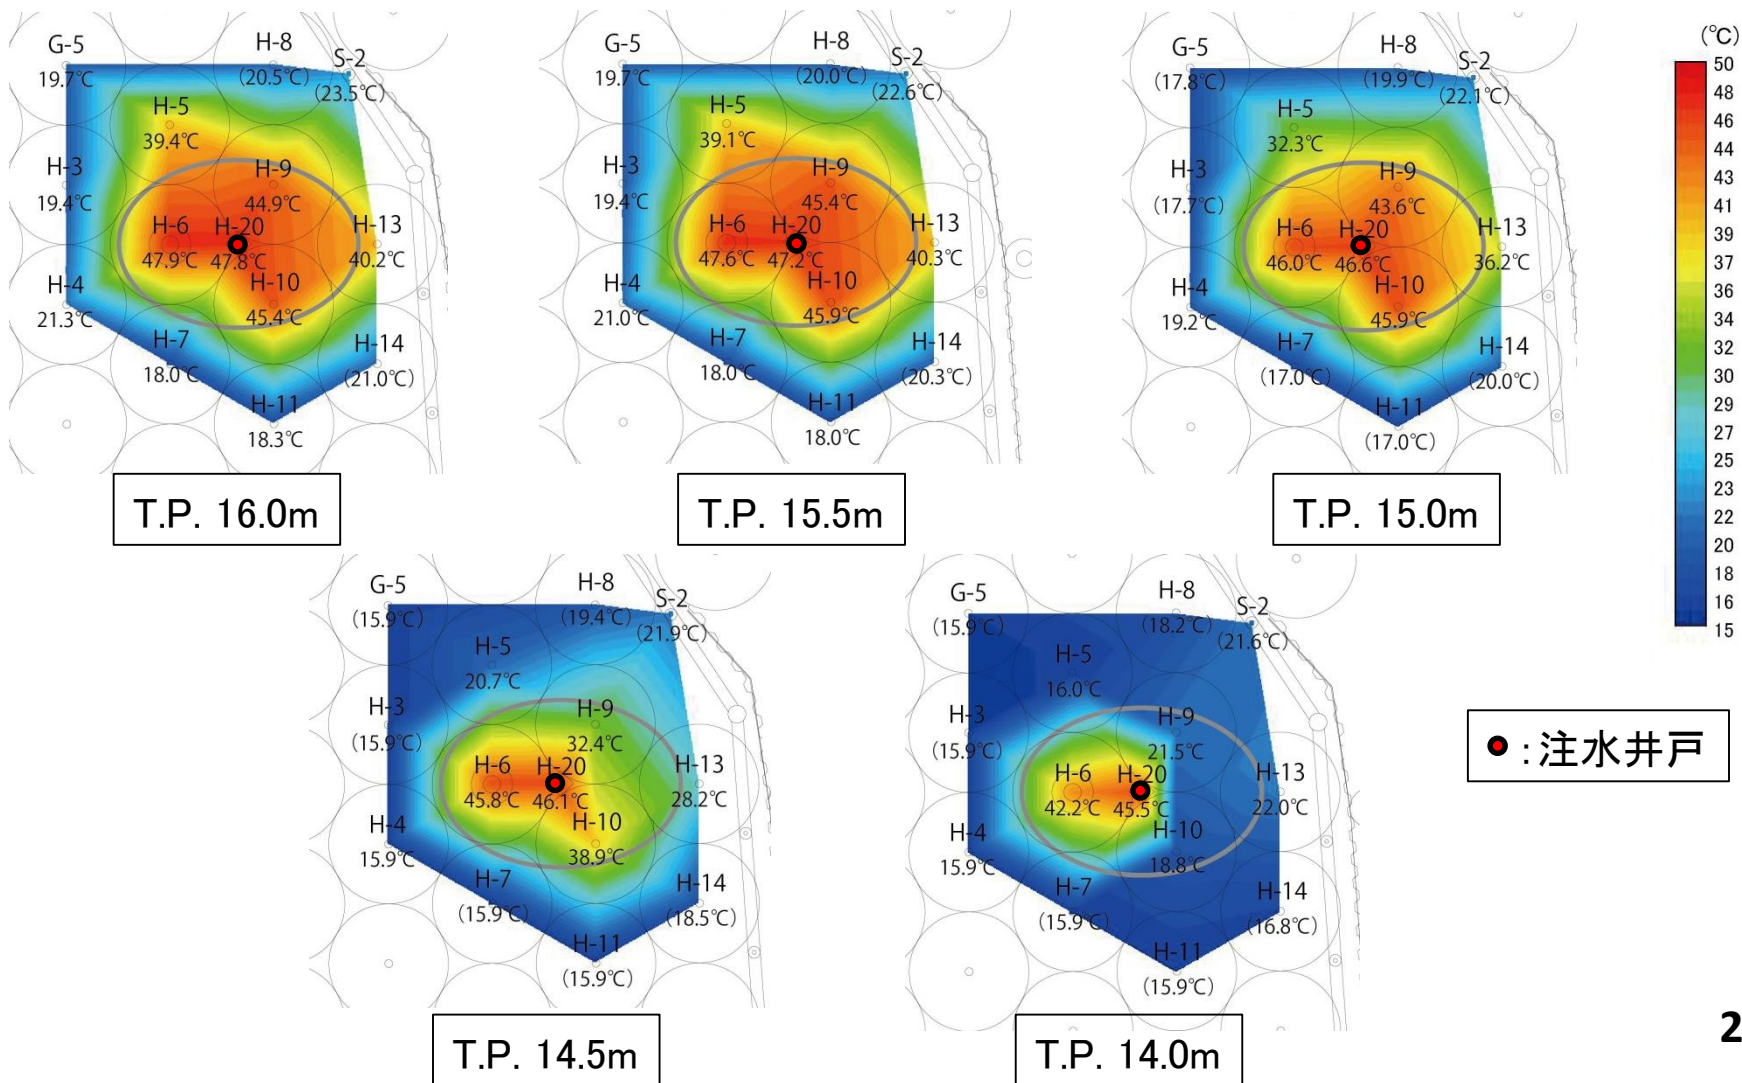 G-5
H-8
S-2
19.7℃
(20.5℃)
(23.5℃)
H-5
39.4℃
H-3
H-9
19.4℃
44.9℃
H-6
H-20
H-13
47.9℃
47.8℃
40.2℃
H-4
H-10
21.3℃
45.4℃
H-7
H-14
18.0℃
(21.0℃)
H-11
18.3℃
T.P. 16.0m
G-5
H-8
S-2
19.7℃
(20.0℃)
(22.6℃)
H-5
39.1℃
H-3
H-9
19.4℃
45.4℃
H-6
H-20
H-13
47.6℃
47.2℃
40.3℃
H-4
H-10
21.0℃
45.9℃
H-7
H-14
18.0℃
(20.3℃)
H-11
18.0℃
T.P. 15.5m
G-5
H-8
S-2
(17.8℃)
(19.9℃)
(22.1℃)
H-5
32.3℃
H-3
H-9
(17.7℃)
43.6℃
H-6
H-20
H-13
46.0℃
46.6℃
36.2℃
H-4
H-10
19.2℃
45.9℃
H-7
H-14
(17.0℃)
(20.0℃)
H-11
(17.0℃)
T.P. 15.0m
(℃)
50
48
46
44
43
41
39
37
36
34
32
30
29
27
25
23
22
20
18
16
15
G-5
H-8
S-2
(15.9℃)
(19.4℃)
(21.9℃)
H-5
20.7℃
H-3
H-9
(15.9℃)
32.4℃
H-6
H-20
H-13
45.8℃
46.1℃
28.2℃
H-4
H-10
15.9℃
38.9℃
H-7
H-14
(15.9℃)
(18.5℃)
H-11
(15.9℃)
T.P. 14.5m
G-5
H-8
S-2
(15.9℃)
(18.2℃)
(21.6℃)
H-5
16.0℃
H-3
H-9
(15.9℃)
21.5℃
H-6
H-20
H-13
42.2℃
45.5℃
22.0℃
H-4
H-10
15.9℃
18.8℃
H-7
H-14
(15.9℃)
(16.8℃)
H-11
(15.9℃)
T.P. 14.0m
:注水井戸
2